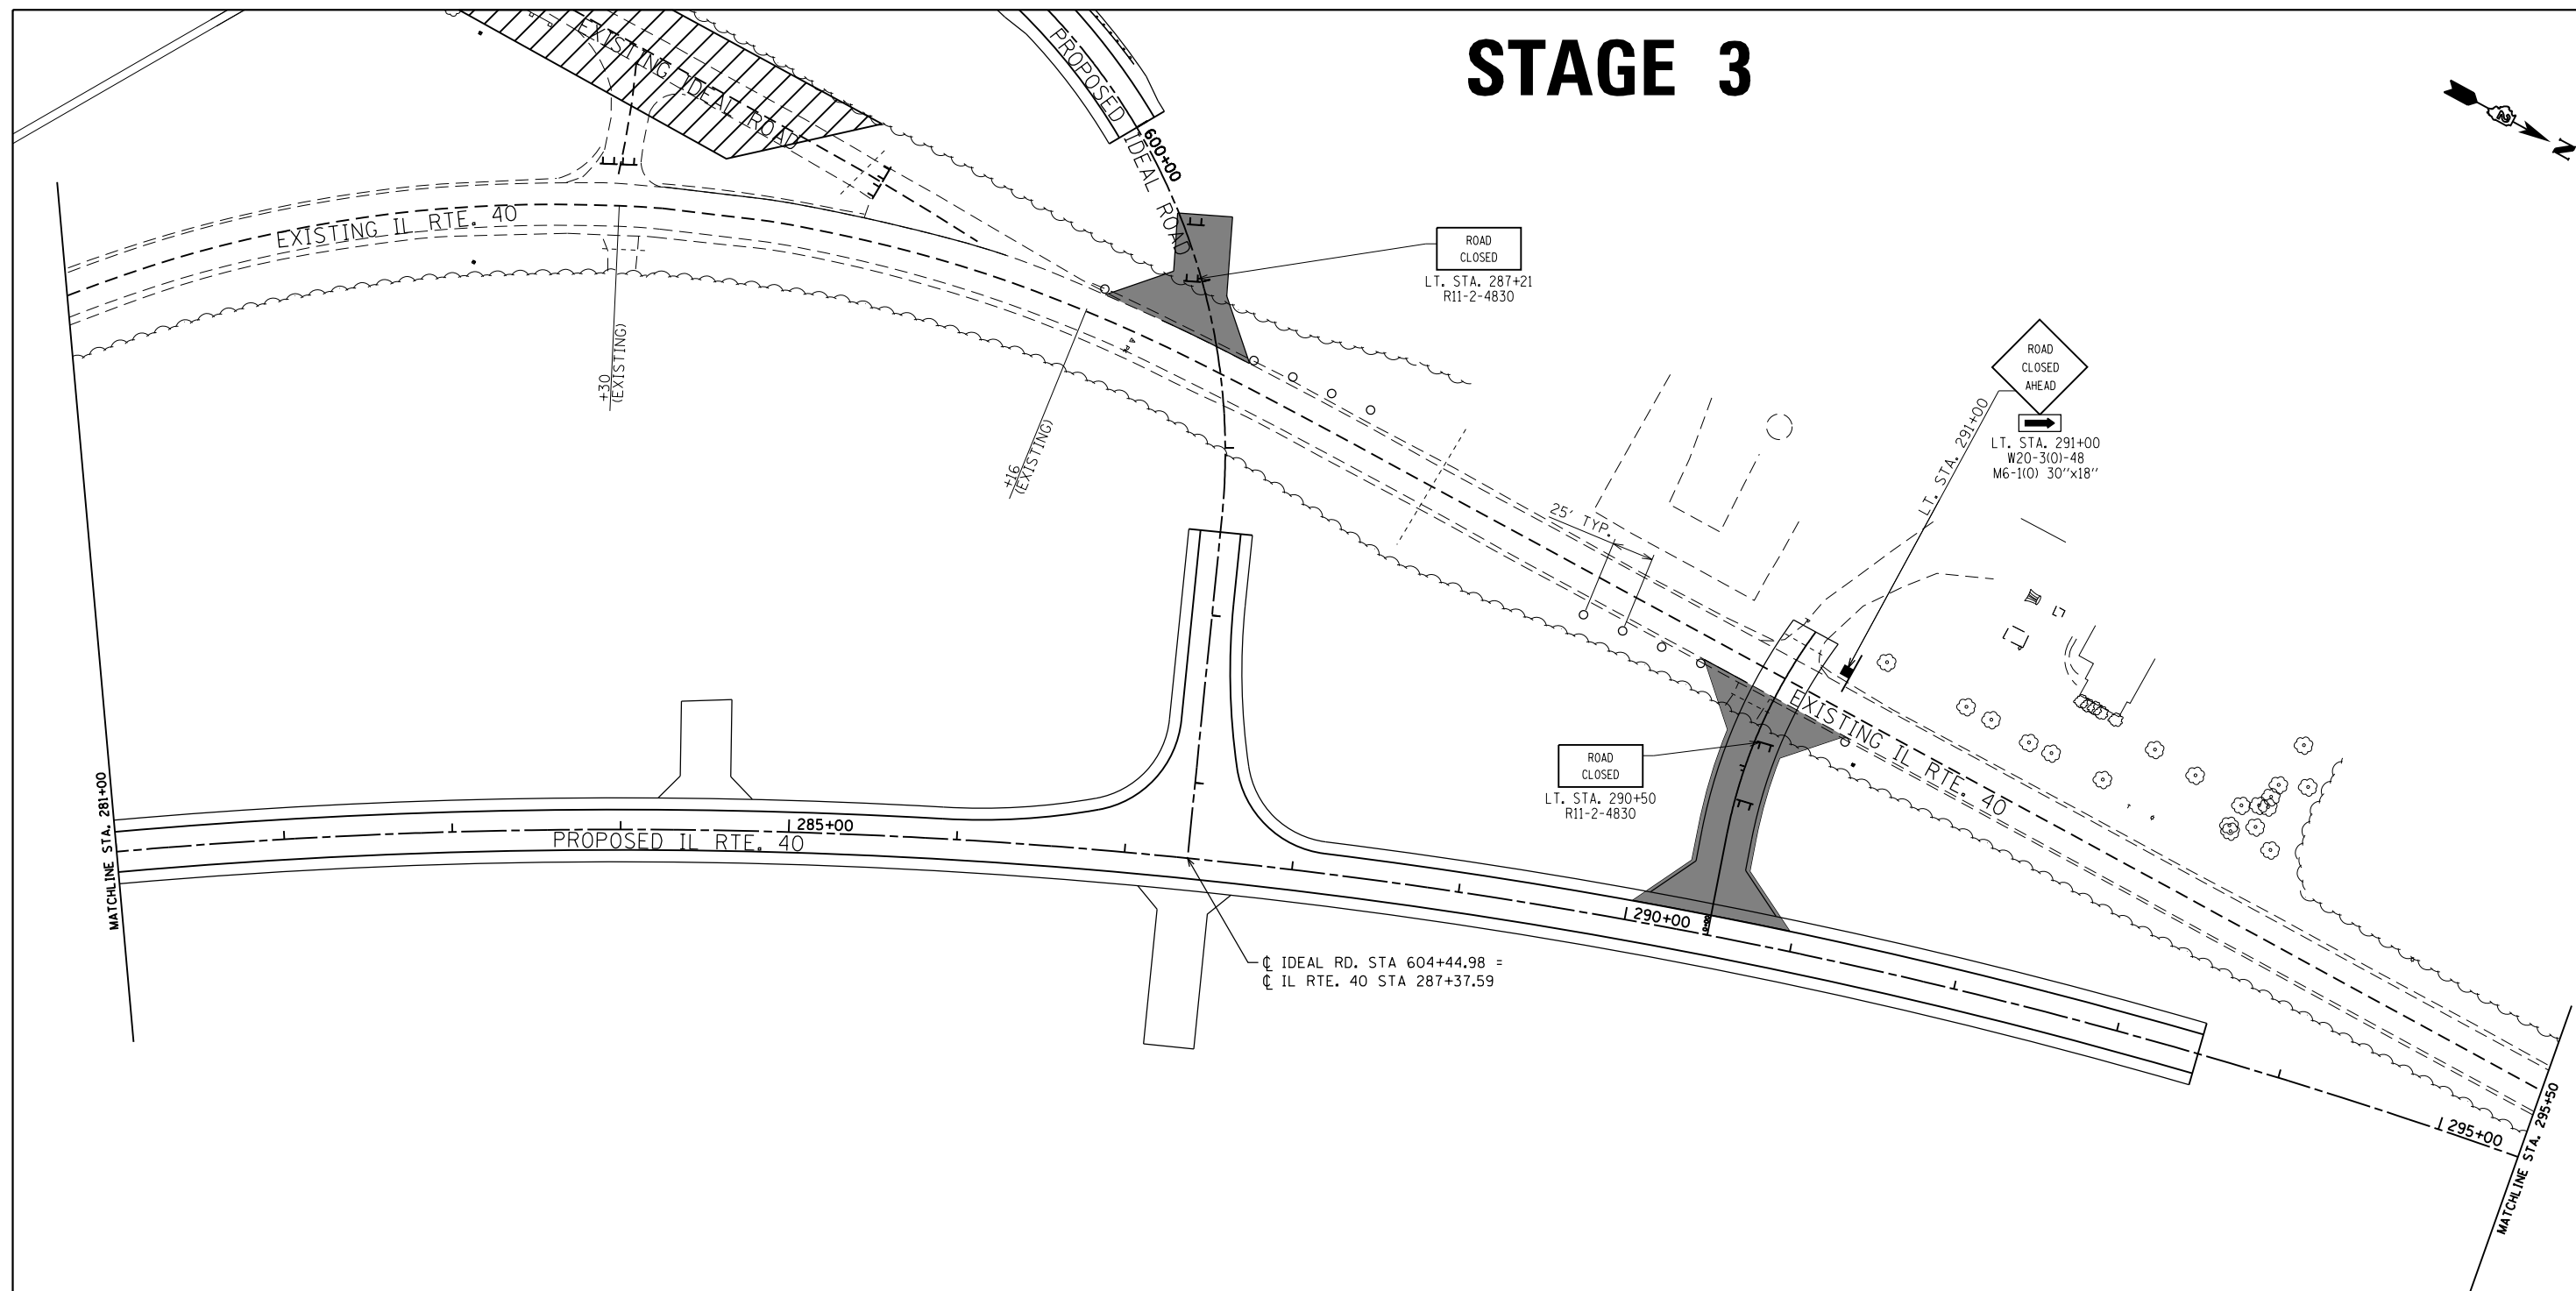 STAGE 3
EXISTING IDEAL ROAD
PROPOSED IDEAL ROAD
600+00
N
EXISTING IL RTE. 40
ROAD
CLOSED
LT. STA. 287+21
R11-2-4830
+30
(EXISTING)
+16
(EXISTING)
ROAD
CLOSED
AHEAD
LT. STA. 291+00
W20-3(O)-48
M6-1(O) 30"x18"
LT. STA. 291+00
25' TYP.
EXISTING IL RTE. 40
ROAD
CLOSED
LT. STA. 290+50
R11-2-4830
MATCHLINE STA. 281+00
285+00
PROPOSED IL RTE. 40
290+00
℄ IDEAL RD. STA 604+44.98 =
℄ IL RTE. 40 STA 287+37.59
295+00
MATCHLINE STA. 295+50